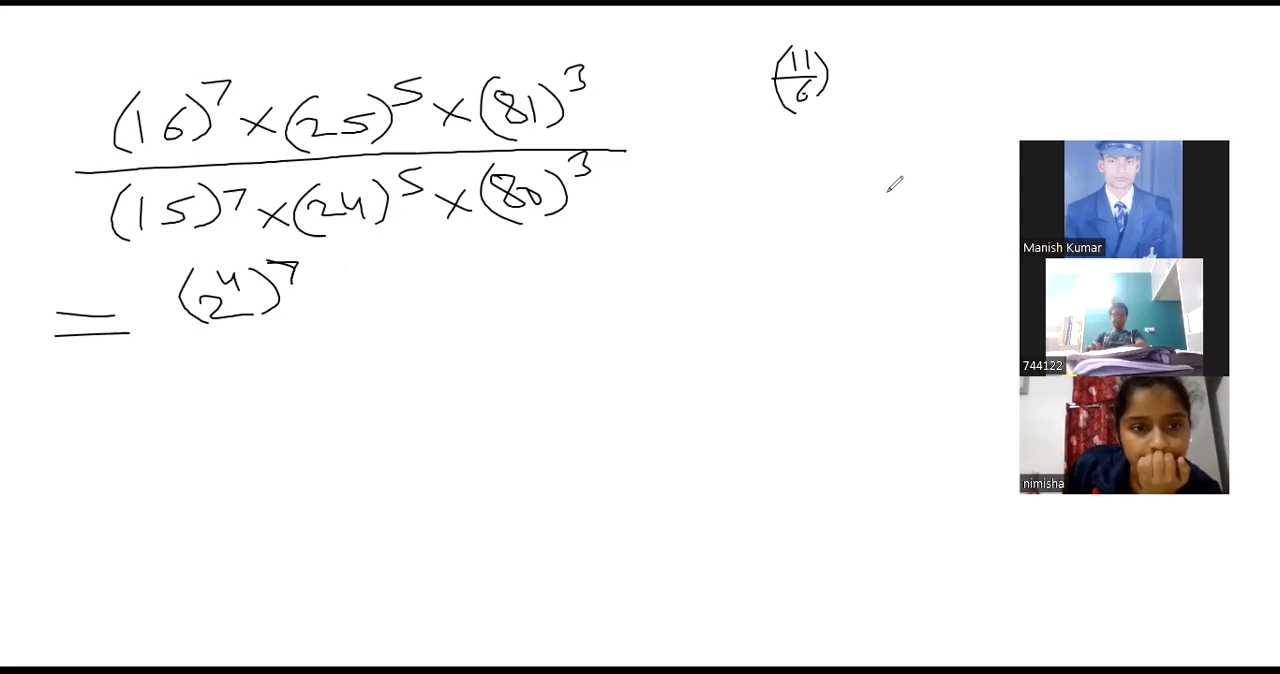 (16)^7 × (25)^5 × (81)^3
(15)^7 × (24)^5 × (80)^3
= (2^4)^7
(11/6)
Manish Kumar
744122
nimisha